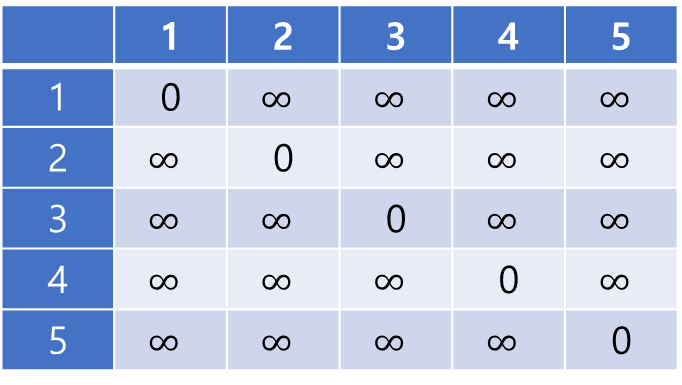 1 2 3 4 5
1 0 ∞ ∞ ∞ ∞
2 ∞ 0 ∞ ∞ ∞
3 ∞ ∞ 0 ∞ ∞
4 ∞ ∞ ∞ 0 ∞
5 ∞ ∞ ∞ ∞ 0